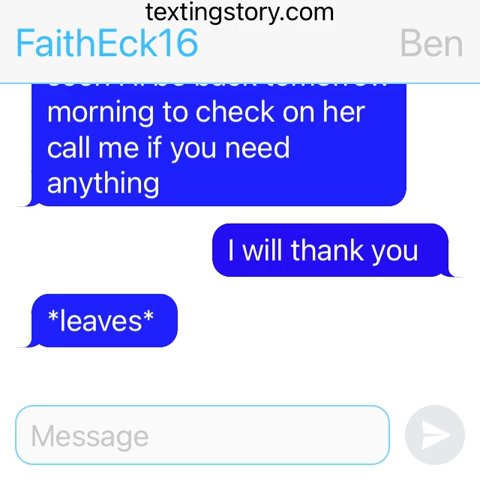 textingstory.com
FaithEck16
Ben
morning to check on her
call me if you need
anything
I will thank you
*leaves*
Message